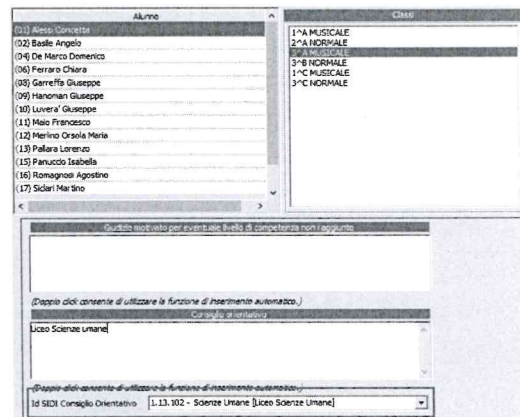 Alunno
(01) Alessi Concetta
(02) Basile Angelo
(04) De Marco Domenico
(06) Ferraro Chiara
(08) Garreffa Giuseppe
(09) Hanoman Giuseppe
(10) Luvera' Giuseppe
(11) Maio Francesco
(12) Merlino Orsola Maria
(13) Pallara Lorenzo
(15) Panuccio Isabella
(16) Romagnosi Agostino
(17) Sidari Martino
Classi
1^A MUSICALE
2^A NORMALE
3^A MUSICALE
3^B NORMALE
1^C MUSICALE
3^C NORMALE
Giudizio motivato per eventuale livello di competenza non raggiunto
(Doppio click consente di utilizzare la funzione di inserimento automatico.)
Consiglio orientativo
Liceo Scienze umane
(Doppio click consente di utilizzare la funzione di inserimento automatico.)
Id SIDI Consiglio Orientativo
1.13.102 - Scienze Umane [Liceo Scienze Umane]